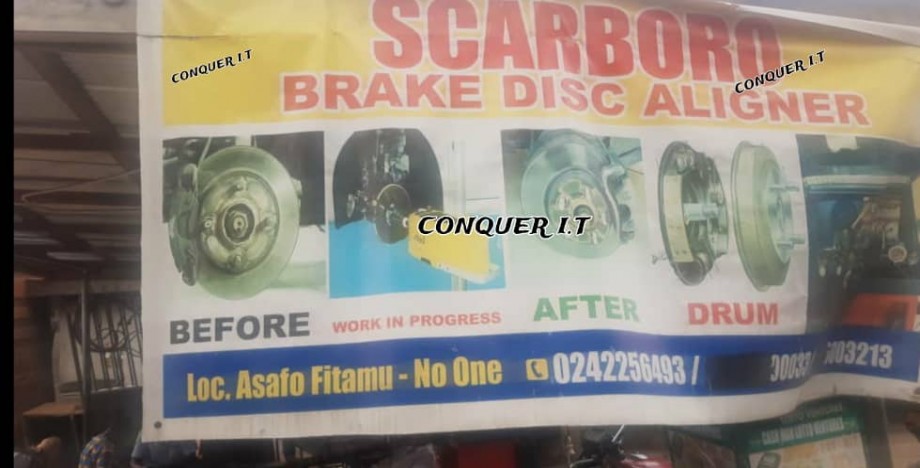 SCARBORO
CONQUER I.T
CONQUER I.T
BRAKE DISC ALIGNER
CONQUER I.T
BEFORE
WORK IN PROGRESS
AFTER
DRUM
Loc. Asafo Fitamu - No One 0242256493 /